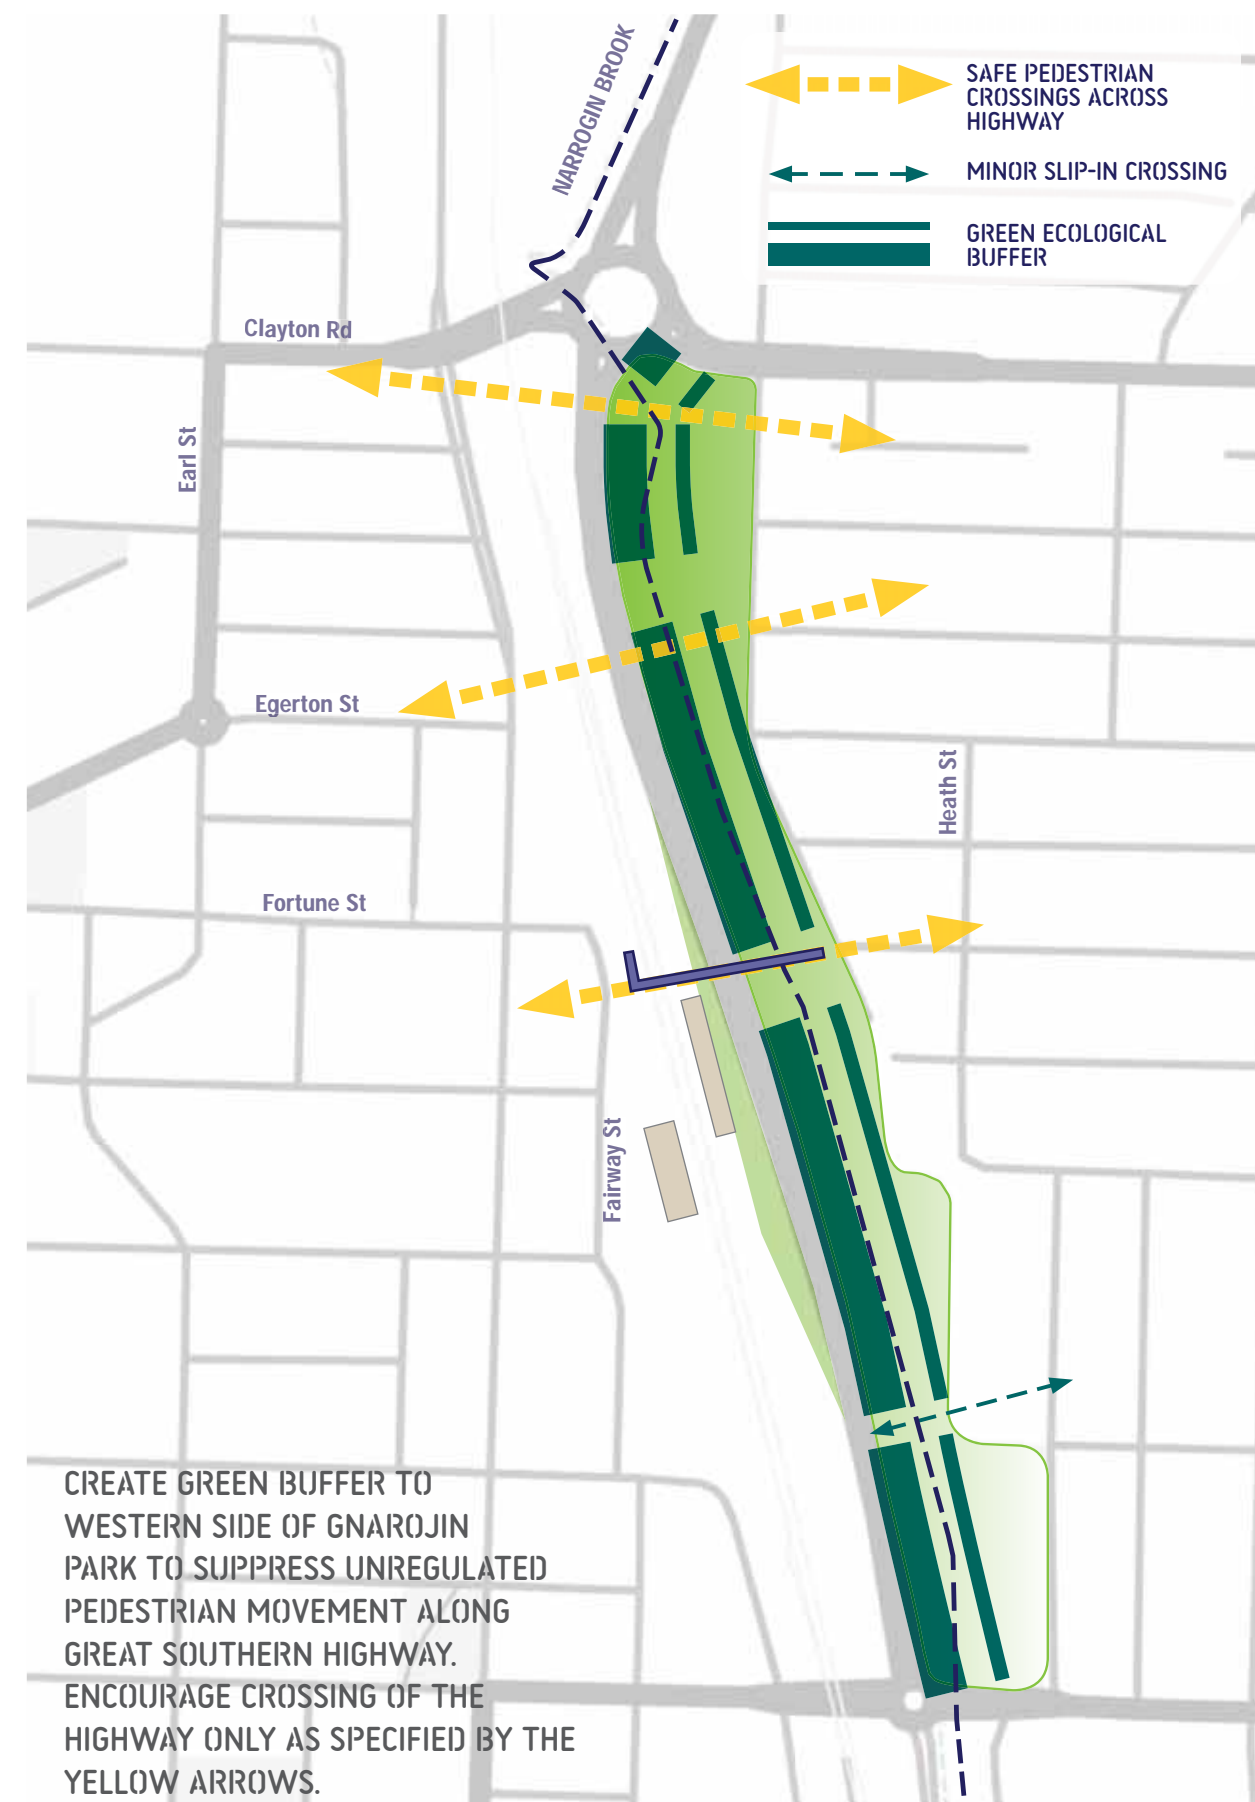 NARROGIN BROOK
SAFE PEDESTRIAN
CROSSINGS ACROSS
HIGHWAY
MINOR SLIP-IN CROSSING
GREEN ECOLOGICAL
BUFFER
Clayton Rd
Earl St
Egerton St
Heath St
Fortune St
Fairway St
CREATE GREEN BUFFER TO
WESTERN SIDE OF GNAROJIN
PARK TO SUPPRESS UNREGULATED
PEDESTRIAN MOVEMENT ALONG
GREAT SOUTHERN HIGHWAY.
ENCOURAGE CROSSING OF THE
HIGHWAY ONLY AS SPECIFIED BY THE
YELLOW ARROWS.